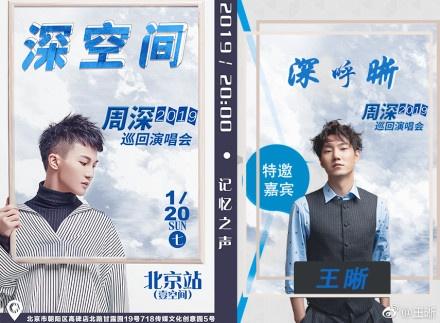 深空间
周深2019
巡回演唱会
1/
20
SUN
七
北京站
(壹空间)
北京市朝阳区高碑店北路甘露园19号718传媒文化创意园5号
2019 / 20:00 • 记忆之声
深呼晰
周深2019
巡回演唱会
特邀
嘉宾
王晰
@王晰